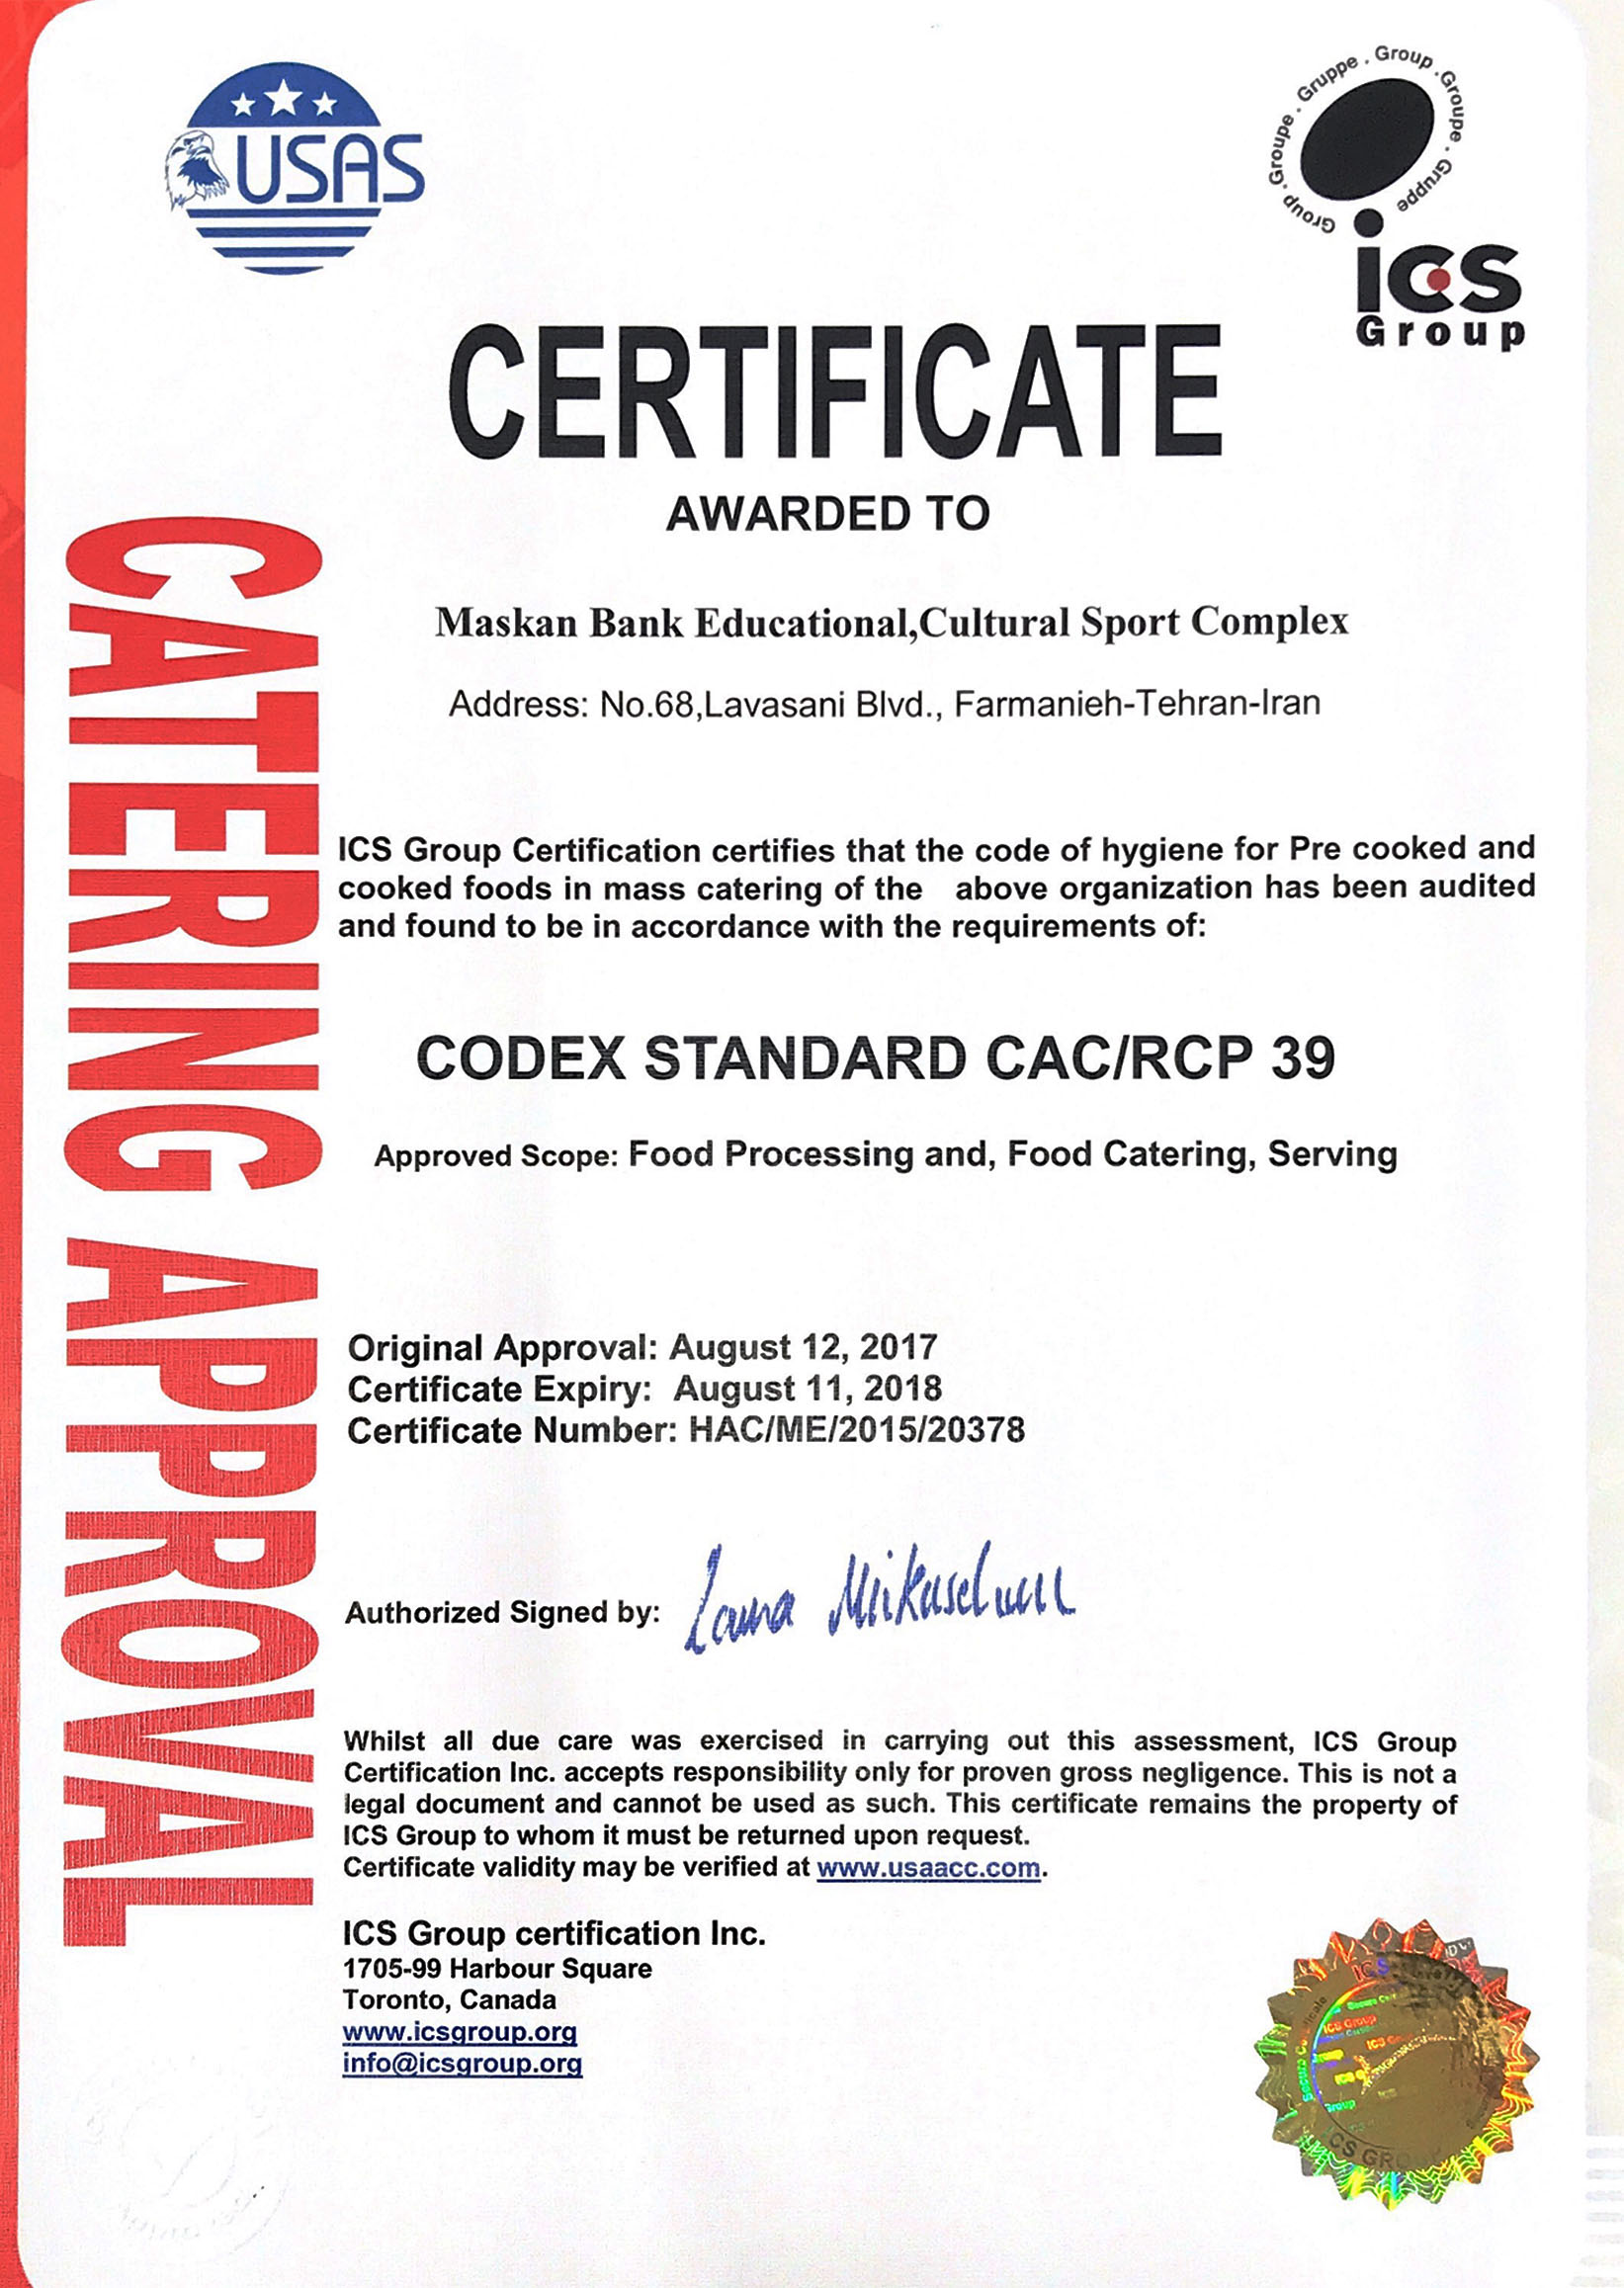 USAS
Group . Groupe . Gruppe . Group . Groupe . Gruppe
ics
Group
CERTIFICATE
AWARDED TO
CATERING APPROVAL
Maskan Bank Educational,Cultural Sport Complex
Address: No.68,Lavasani Blvd., Farmanieh-Tehran-Iran
ICS Group Certification certifies that the code of hygiene for Pre cooked and
cooked foods in mass catering of the above organization has been audited
and found to be in accordance with the requirements of:
CODEX STANDARD CAC/RCP 39
Approved Scope: Food Processing and, Food Catering, Serving
Original Approval: August 12, 2017
Certificate Expiry: August 11, 2018
Certificate Number: HAC/ME/2015/20378
Authorized Signed by:
Whilst all due care was exercised in carrying out this assessment, ICS Group
Certification Inc. accepts responsibility only for proven gross negligence. This is not a
legal document and cannot be used as such. This certificate remains the property of
ICS Group to whom it must be returned upon request.
Certificate validity may be verified at www.usaacc.com.
ICS Group certification Inc.
1705-99 Harbour Square
Toronto, Canada
www.icsgroup.org
info@icsgroup.org
ICS Group